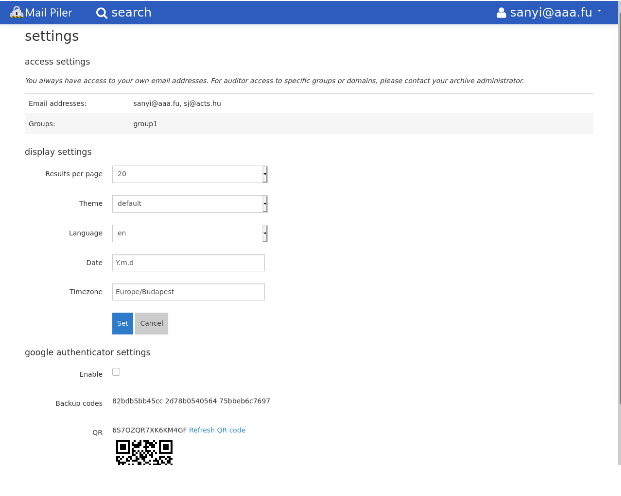 Mail Piler search sanyi@aaa.fu
settings
access settings
You always have access to your own email addresses. For auditor access to specific groups or domains, please contact your archive administrator.
Email addresses: sanyi@aaa.fu, sj@acts.hu
Groups: group1
display settings
Results per page 20
Theme default
Language en
Date Y.m.d
Timezone Europe/Budapest
Set Cancel
google authenticator settings
Enable
Backup codes 82bdb5bb45cc 2d78b0540564 75bbeb6c7697
QR 6S7OZQR7XK6KM4GF Refresh QR code